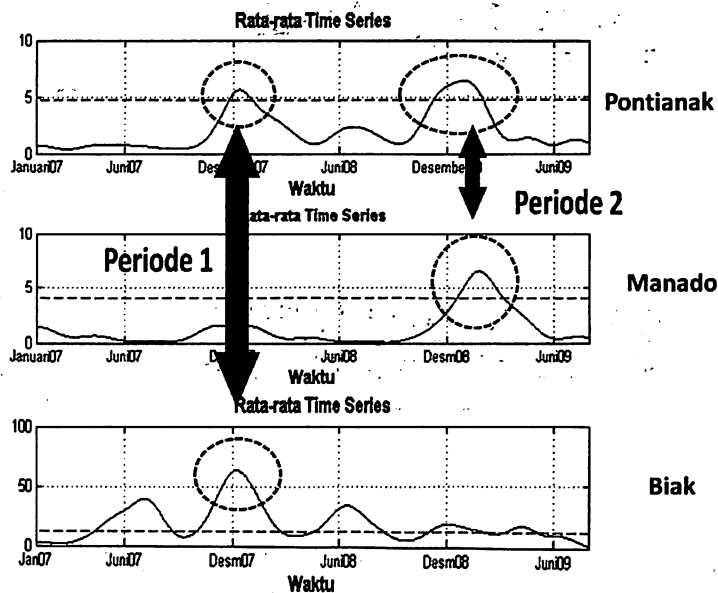 Rata-rata Time Series
10
5
0
Pontianak
Januari07 Juni07 Juni08 Juni09
Waktu
Periode 2
Rata-rata Time Series
10
5
0
Periode 1
Manado
Januari07 Juni07 Juni08 Desm08 Juni09
Waktu
Rata-rata Time Series
100
50
0
Biak
Jan07 Juni07 Desm07 Juni08 Desm08 Juni09
Waktu